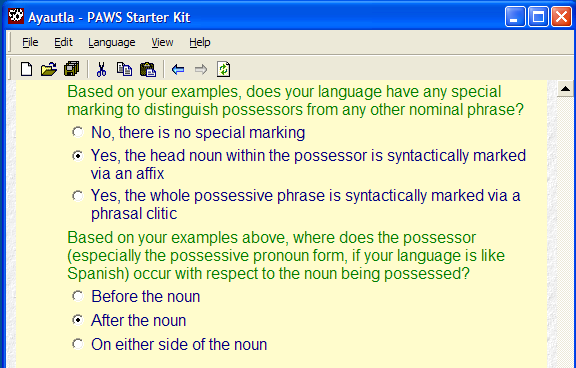 Ayautla - PAWS Starter Kit
File Edit Language View Help
Based on your examples, does your language have any special
marking to distinguish possessors from any other nominal phrase?
No, there is no special marking
Yes, the head noun within the possessor is syntactically marked
via an affix
Yes, the whole possessive phrase is syntactically marked via a
phrasal clitic
Based on your examples above, where does the possessor
(especially the possessive pronoun form, if your language is like
Spanish) occur with respect to the noun being possessed?
Before the noun
After the noun
On either side of the noun